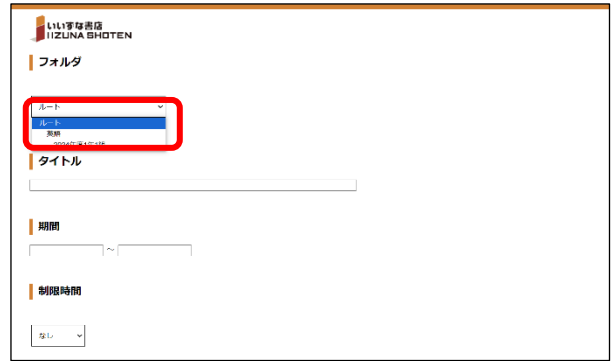 いいずな書店
IIZUNA SHOTEN
フォルダ
ルート
ルート
英語
タイトル
期間
～
制限時間
なし